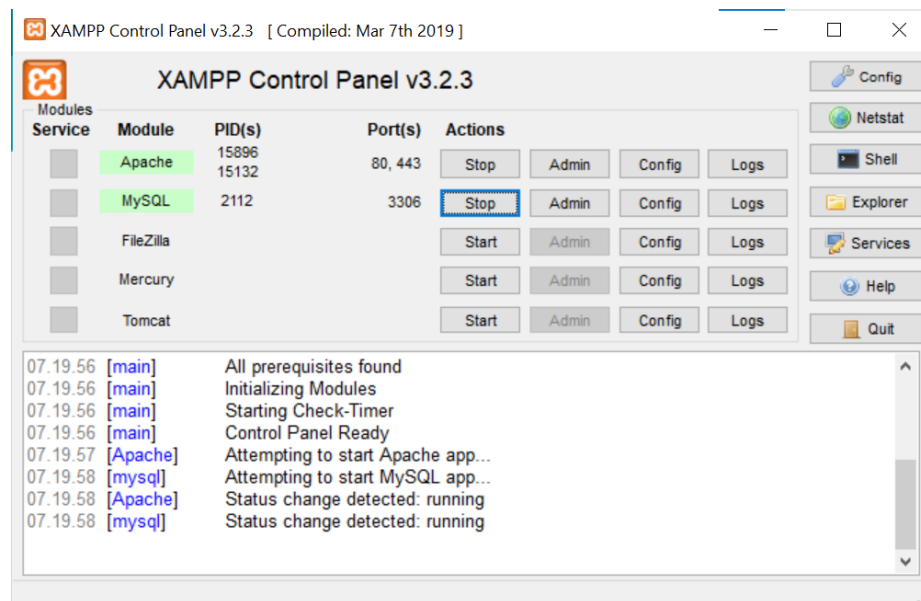 XAMPP Control Panel v3.2.3 [ Compiled: Mar 7th 2019 ]
XAMPP Control Panel v3.2.3
Config
Modules
Service Module PID(s) Port(s) Actions
Netstat
Apache 15896 15132 80, 443 Stop Admin Config Logs
Shell
MySQL 2112 3306 Stop Admin Config Logs
Explorer
FileZilla Start Admin Config Logs
Services
Mercury Start Admin Config Logs
Help
Tomcat Start Admin Config Logs
Quit
07.19.56 [main] All prerequisites found
07.19.56 [main] Initializing Modules
07.19.56 [main] Starting Check-Timer
07.19.56 [main] Control Panel Ready
07.19.57 [Apache] Attempting to start Apache app...
07.19.58 [mysql] Attempting to start MySQL app...
07.19.58 [Apache] Status change detected: running
07.19.58 [mysql] Status change detected: running